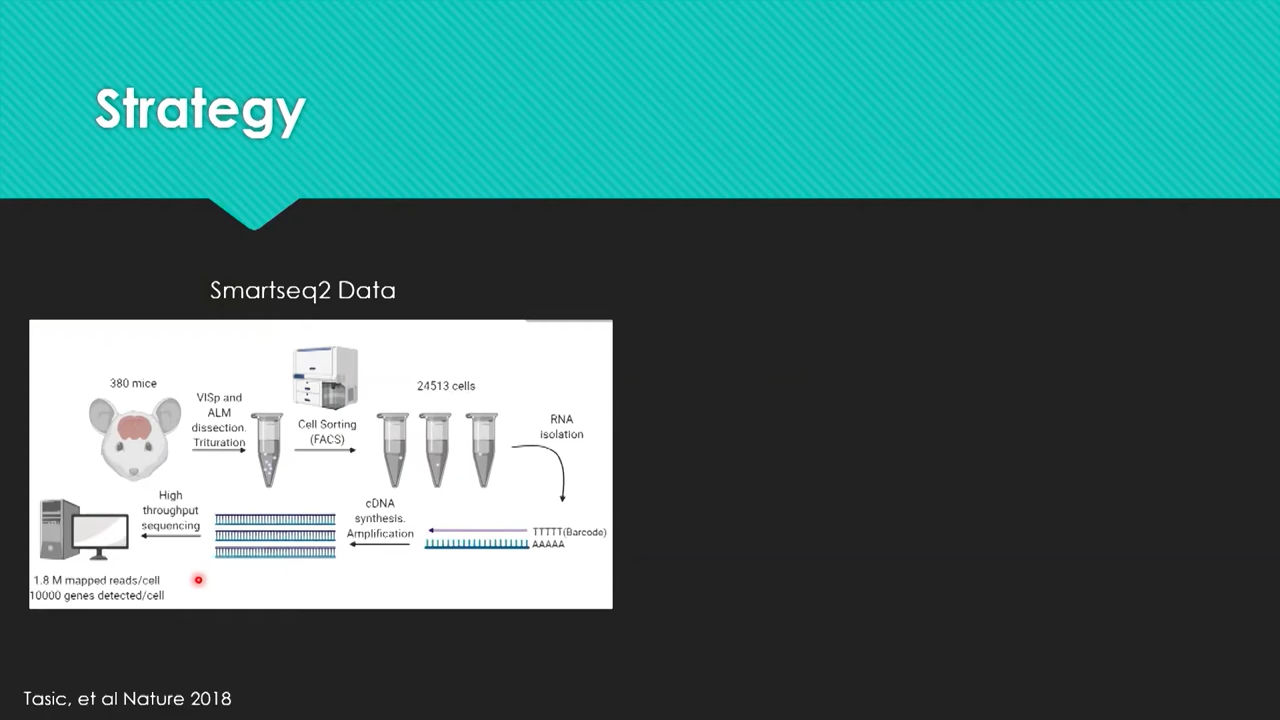 Strategy
Smartseq2 Data
380 mice
VISp and
ALM
dissection.
Trituration
Cell Sorting
(FACS)
24513 cells
RNA
isolation
TTTTT(Barcode)
AAAAA
cDNA
synthesis.
Amplification
High
throughput
sequencing
1.8 M mapped reads/cell
10000 genes detected/cell
Tasic, et al Nature 2018